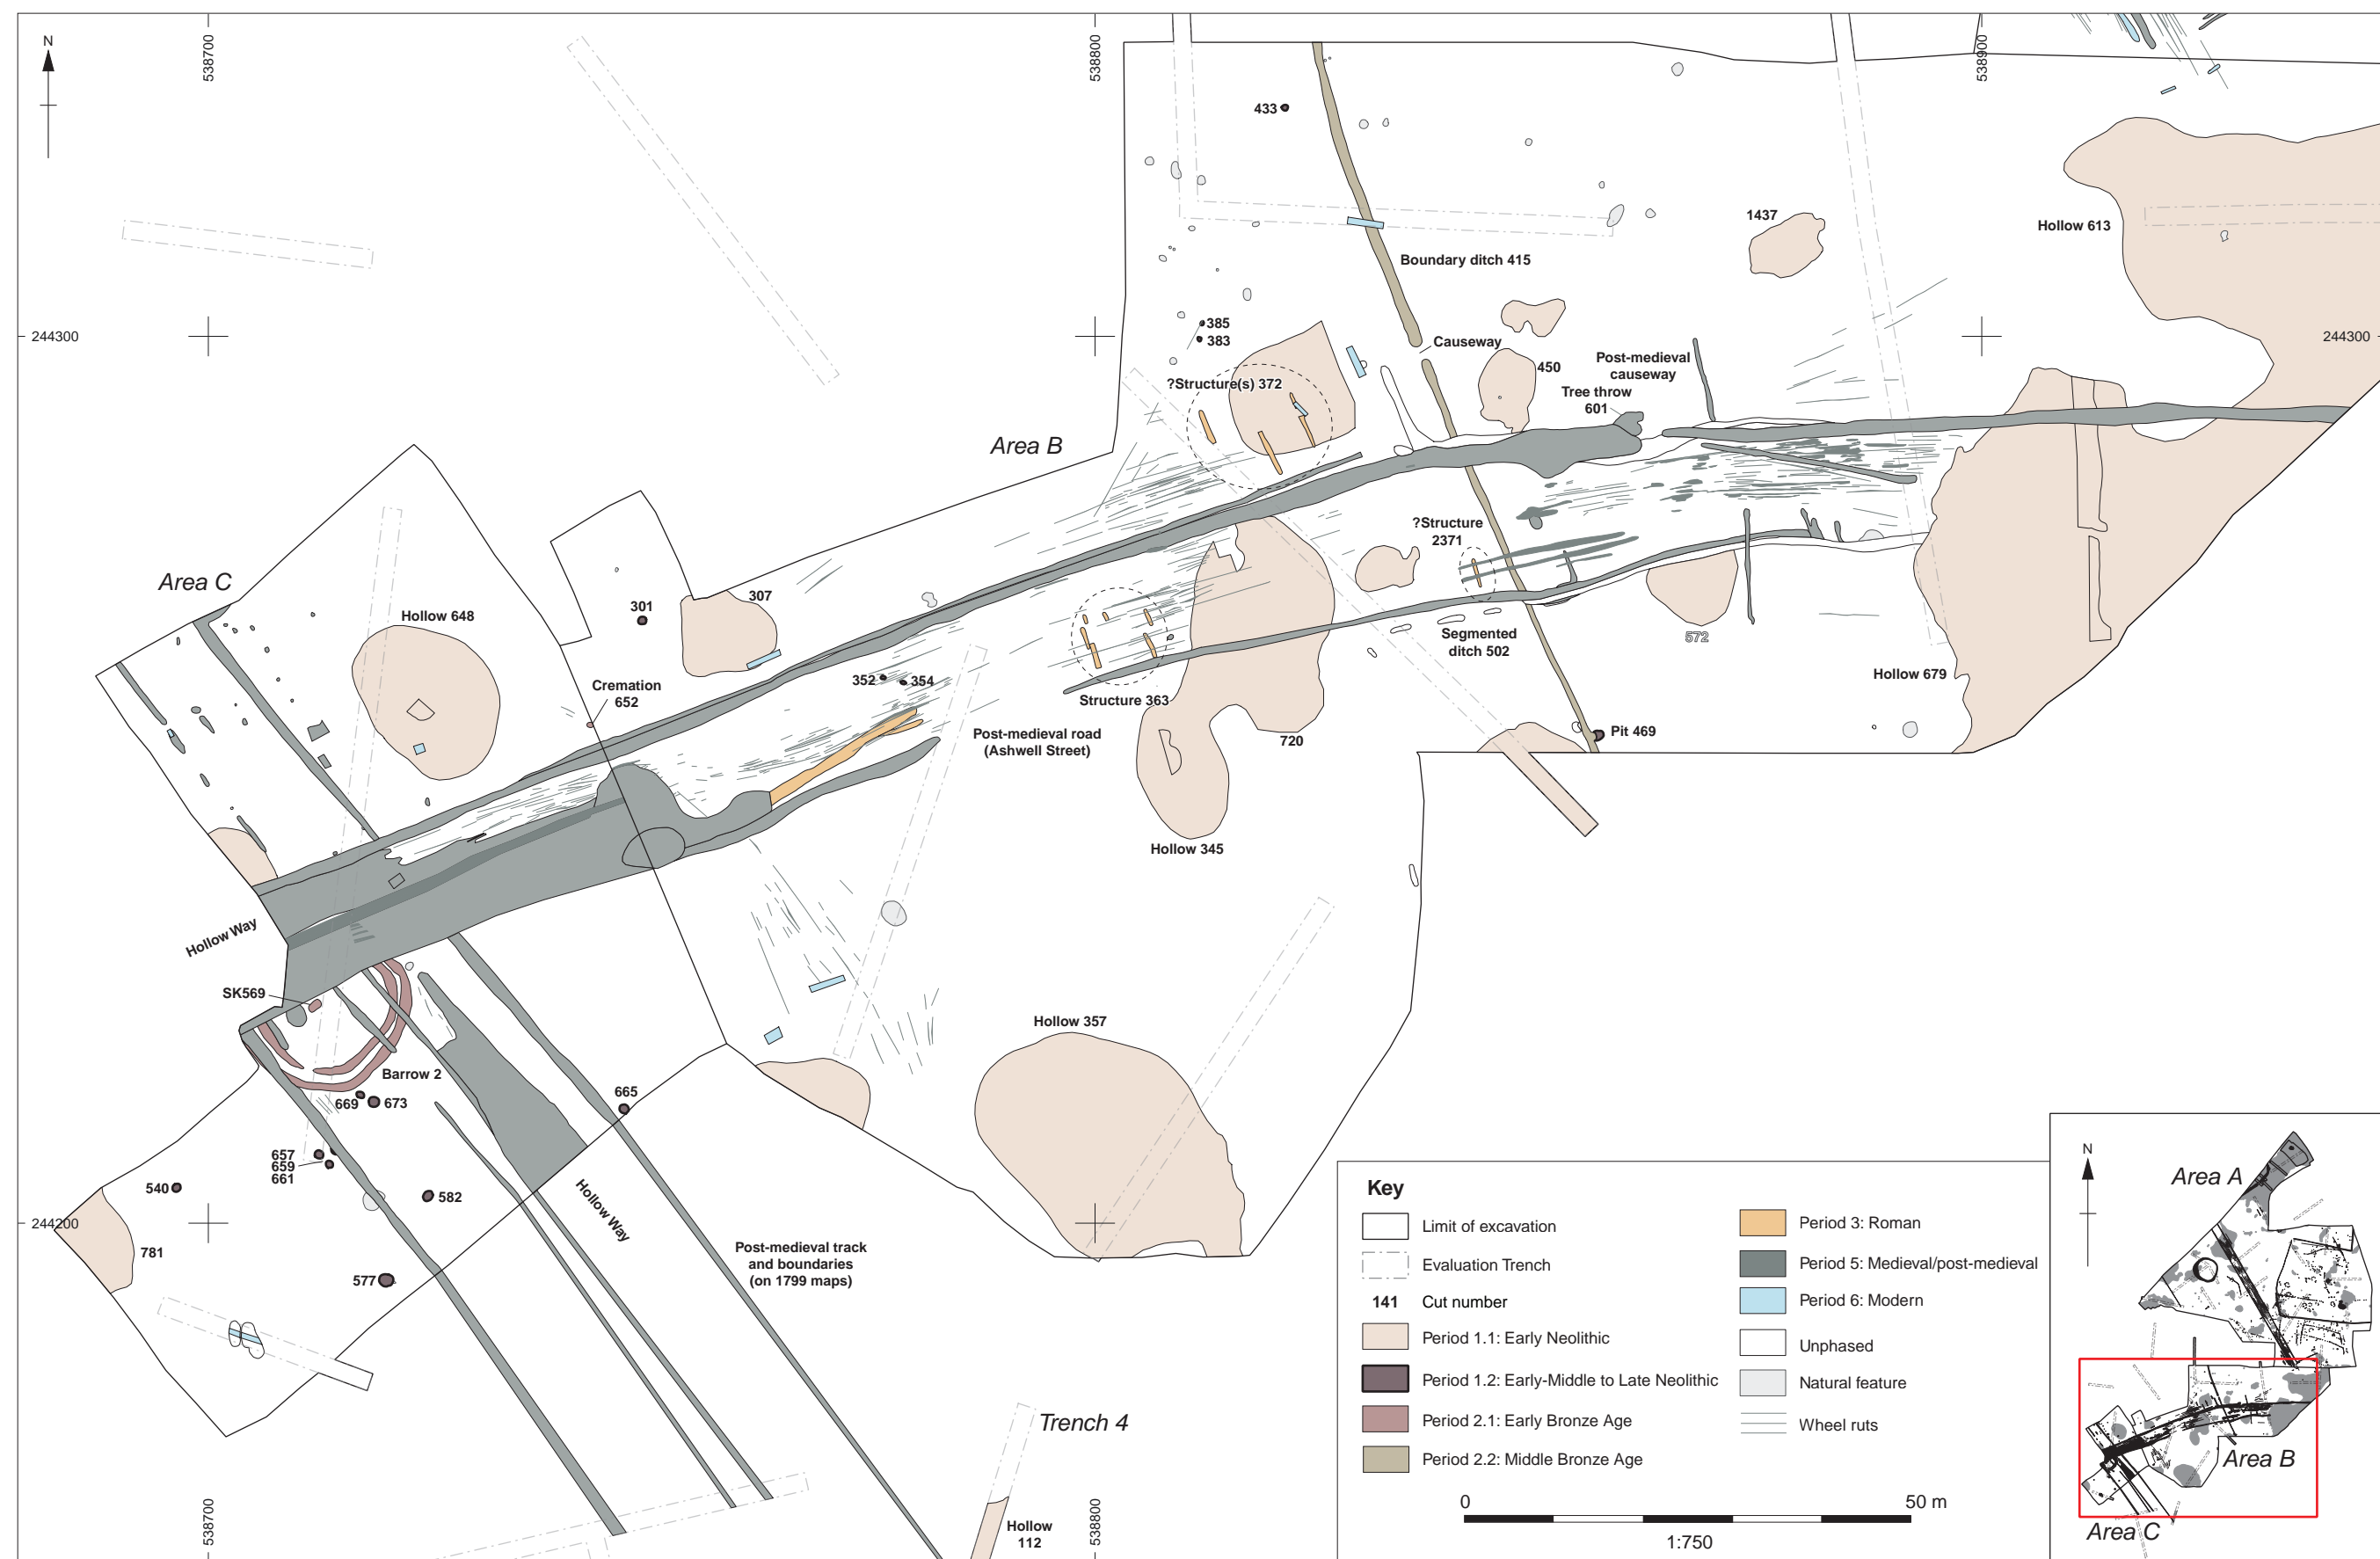 N
538700
538800
538900
433
1437
Hollow 613
Boundary ditch 415
244300
385
383
Causeway
244300
Post-medieval
causeway
450
?Structure(s) 372
Tree throw
601
Area B
?Structure
2371
Area C
Hollow 648
301
307
Segmented
ditch 502
572
Hollow 679
Cremation
652
352
354
Structure 363
Post-medieval road
(Ashwell Street)
720
Pit 469
Hollow 345
Hollow Way
SK569
Hollow 357
Barrow 2
669
673
665
657
659
661
540
582
Hollow Way
244200
781
577
Post-medieval track
and boundaries
(on 1799 maps)
Trench 4
538700
538800
Hollow
112
Key
Limit of excavation
Evaluation Trench
141 Cut number
Period 1.1: Early Neolithic
Period 1.2: Early-Middle to Late Neolithic
Period 2.1: Early Bronze Age
Period 2.2: Middle Bronze Age
Period 3: Roman
Period 5: Medieval/post-medieval
Period 6: Modern
Unphased
Natural feature
Wheel ruts
0 50 m
1:750
N
Area A
Area B
Area C